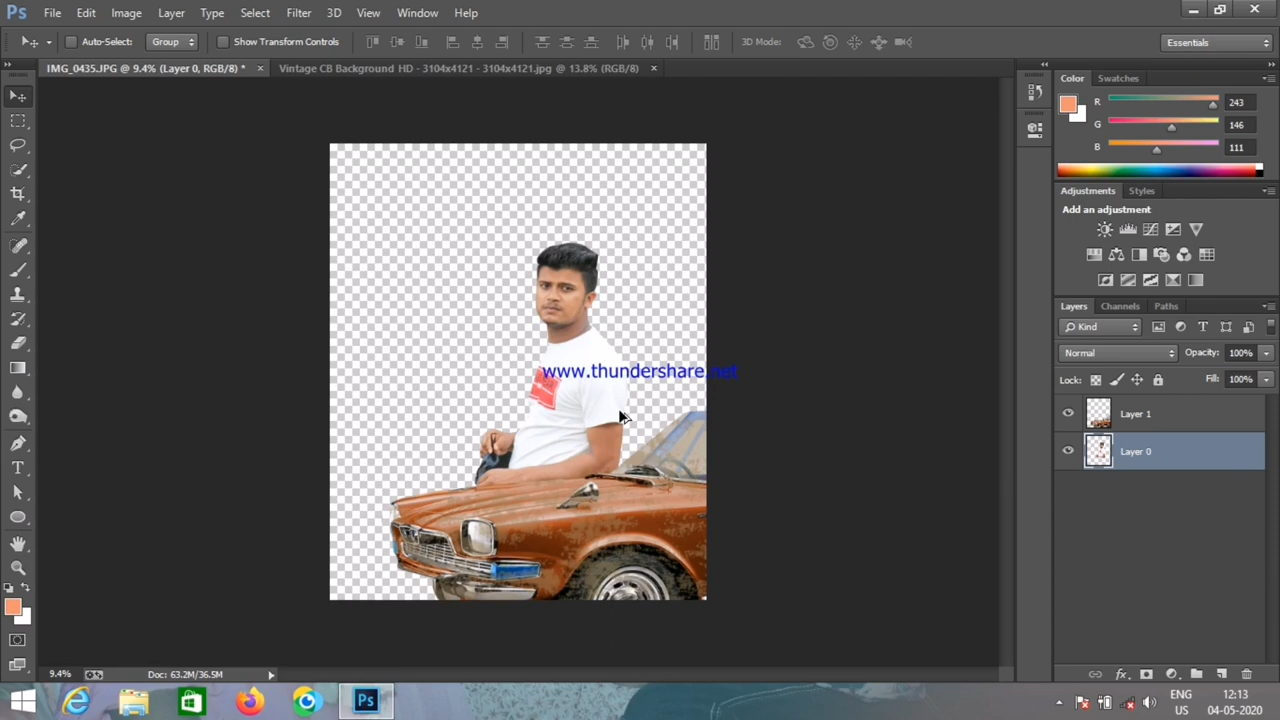 Ps File Edit Image Layer Type Select Filter 3D View Window Help
Auto-Select: Group Show Transform Controls 3D Mode: Essentials
IMG_0435.JPG @ 9.4% (Layer 0, RGB/8) * × Vintage CB Background HD - 3104x4121 - 3104x4121.jpg @ 13.8% (RGB/8) ×
Color Swatches
R 243
G 146
B 111
Adjustments Styles
Add an adjustment
Layers Channels Paths
Kind
Normal Opacity: 100%
Lock: Fill: 100%
Layer 1
Layer 0
www.thundershare.net
9.4% Doc: 63.2M/36.5M
Ps
ENG 12:13
US 04-05-2020